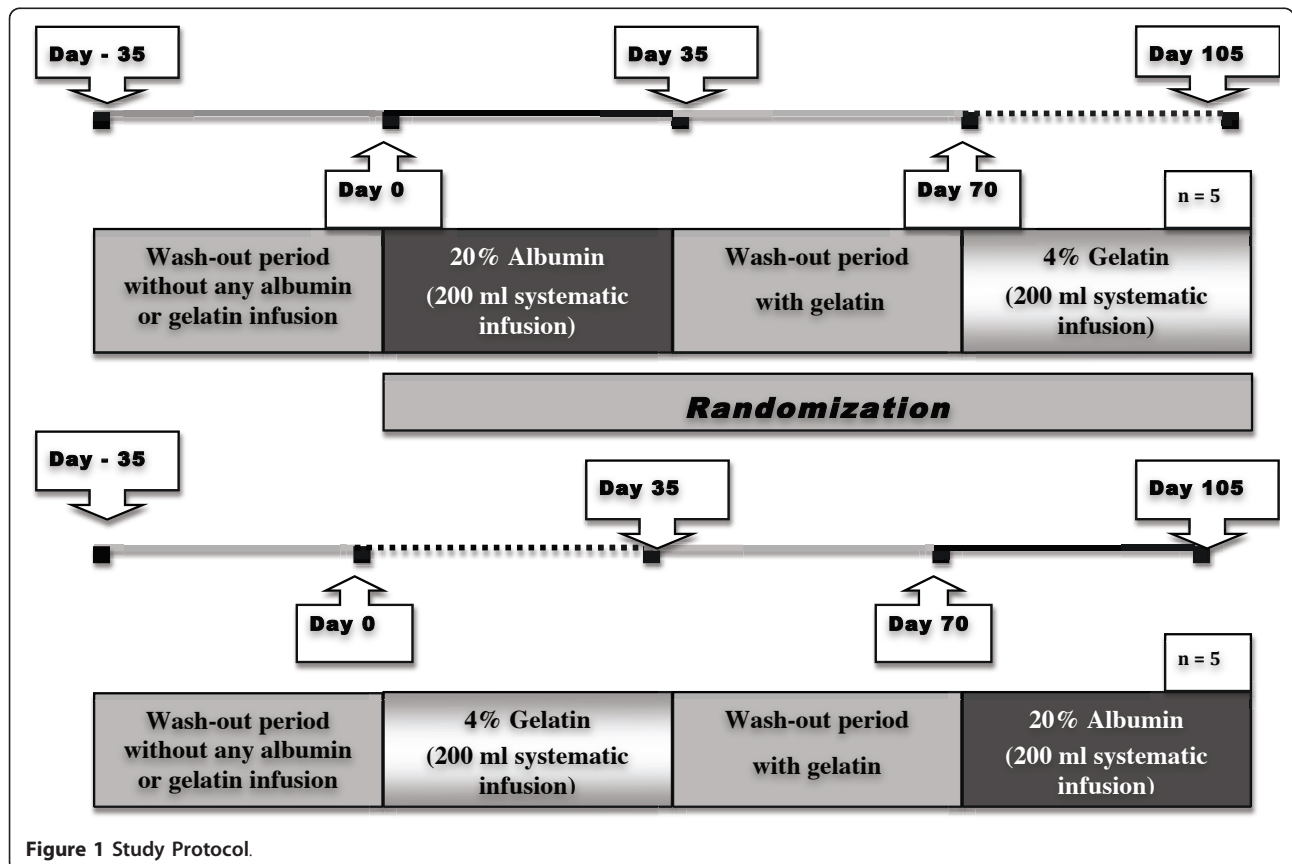 Day - 35
Day 35
Day 105
Day 0
Day 70
n = 5
Wash-out period
without any albumin
or gelatin infusion
20% Albumin
(200 ml systematic
infusion)
Wash-out period
with gelatin
4% Gelatin
(200 ml systematic
infusion)
Randomization
Day - 35
Day 35
Day 105
Day 0
Day 70
n = 5
Wash-out period
without any albumin
or gelatin infusion
4% Gelatin
(200 ml systematic
infusion)
Wash-out period
with gelatin
20% Albumin
(200 ml systematic
infusion)
Figure 1 Study Protocol.